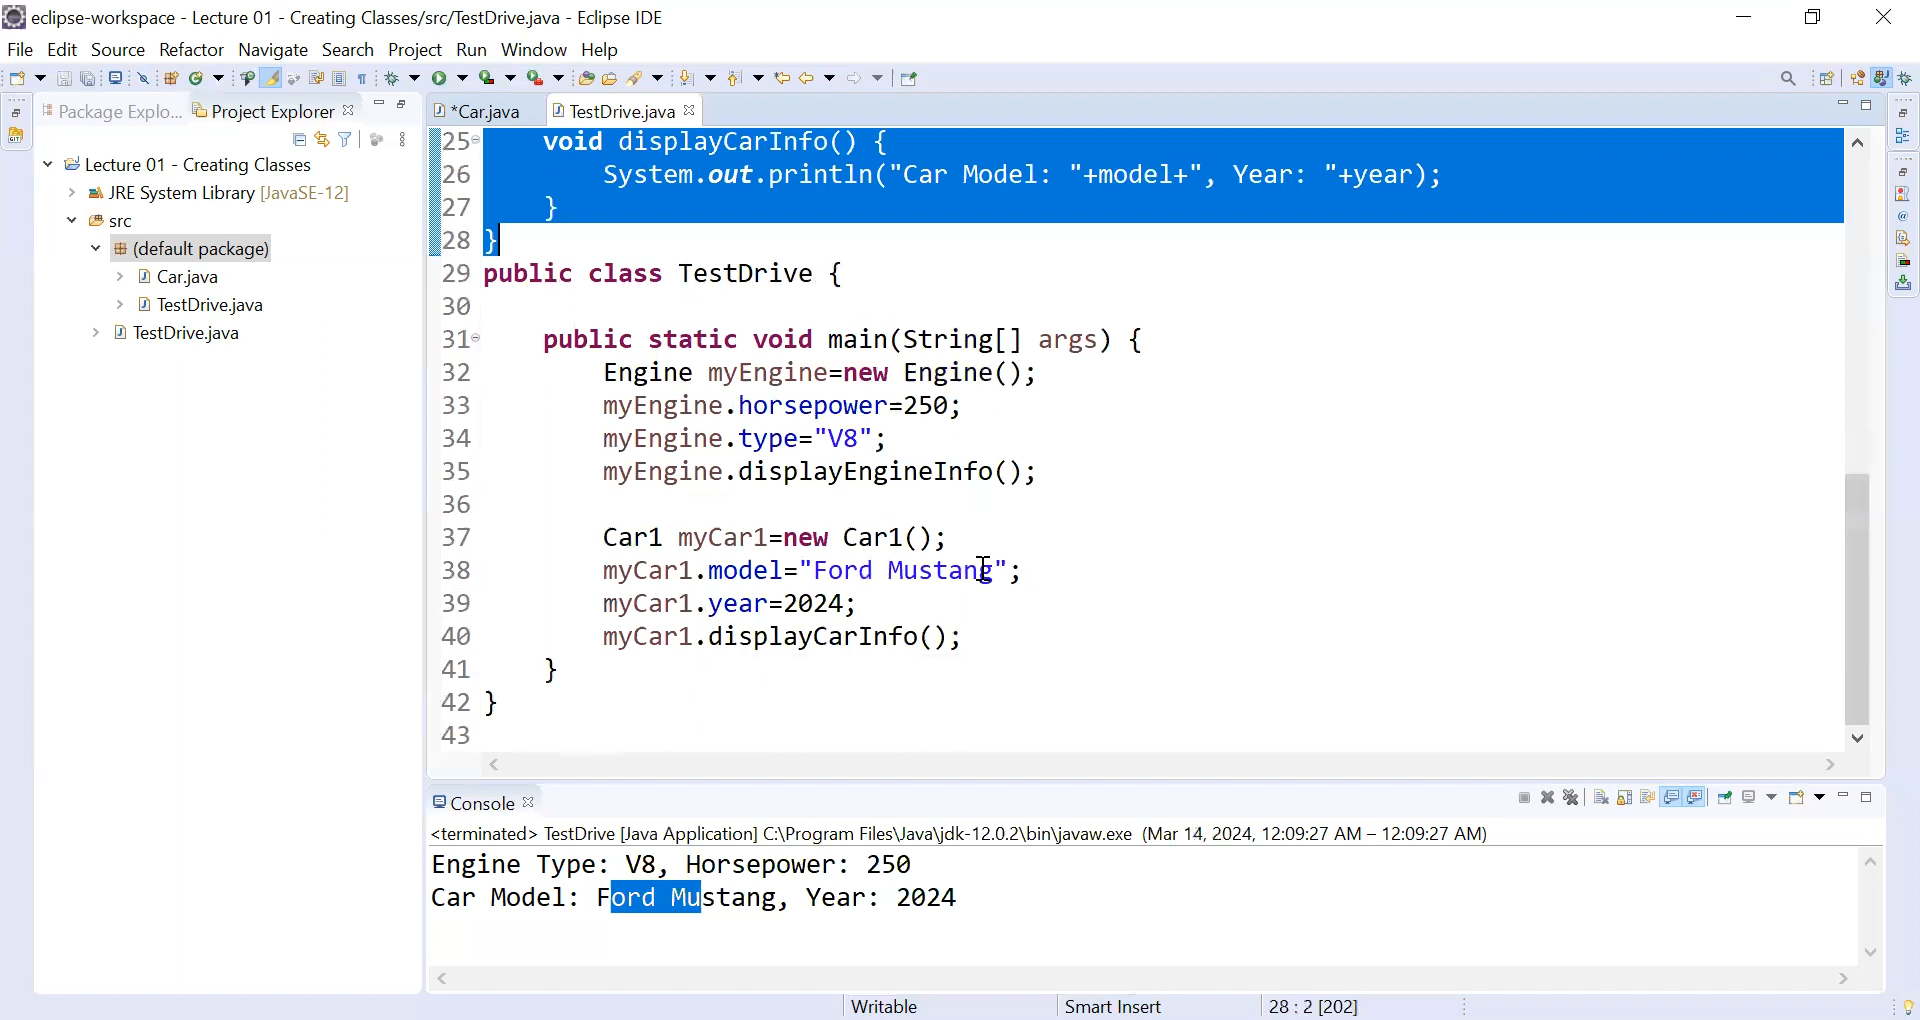 eclipse-workspace - Lecture 01 - Creating Classes/src/TestDrive.java - Eclipse IDE
File Edit Source Refactor Navigate Search Project Run Window Help
Package Explo... Project Explorer
*Car.java TestDrive.java
Lecture 01 - Creating Classes
JRE System Library [JavaSE-12]
src
(default package)
Car.java
TestDrive.java
TestDrive.java
25 void displayCarInfo() {
26 System.out.println("Car Model: "+model+", Year: "+year);
27 }
28 }
29 public class TestDrive {
30
31 public static void main(String[] args) {
32 Engine myEngine=new Engine();
33 myEngine.horsepower=250;
34 myEngine.type="V8";
35 myEngine.displayEngineInfo();
36
37 Car1 myCar1=new Car1();
38 myCar1.model="Ford Mustang";
39 myCar1.year=2024;
40 myCar1.displayCarInfo();
41 }
42 }
43
Console
<terminated> TestDrive [Java Application] C:\Program Files\Java\jdk-12.0.2\bin\javaw.exe (Mar 14, 2024, 12:09:27 AM – 12:09:27 AM)
Engine Type: V8, Horsepower: 250
Car Model: Ford Mustang, Year: 2024
Writable Smart Insert 28 : 2 [202]